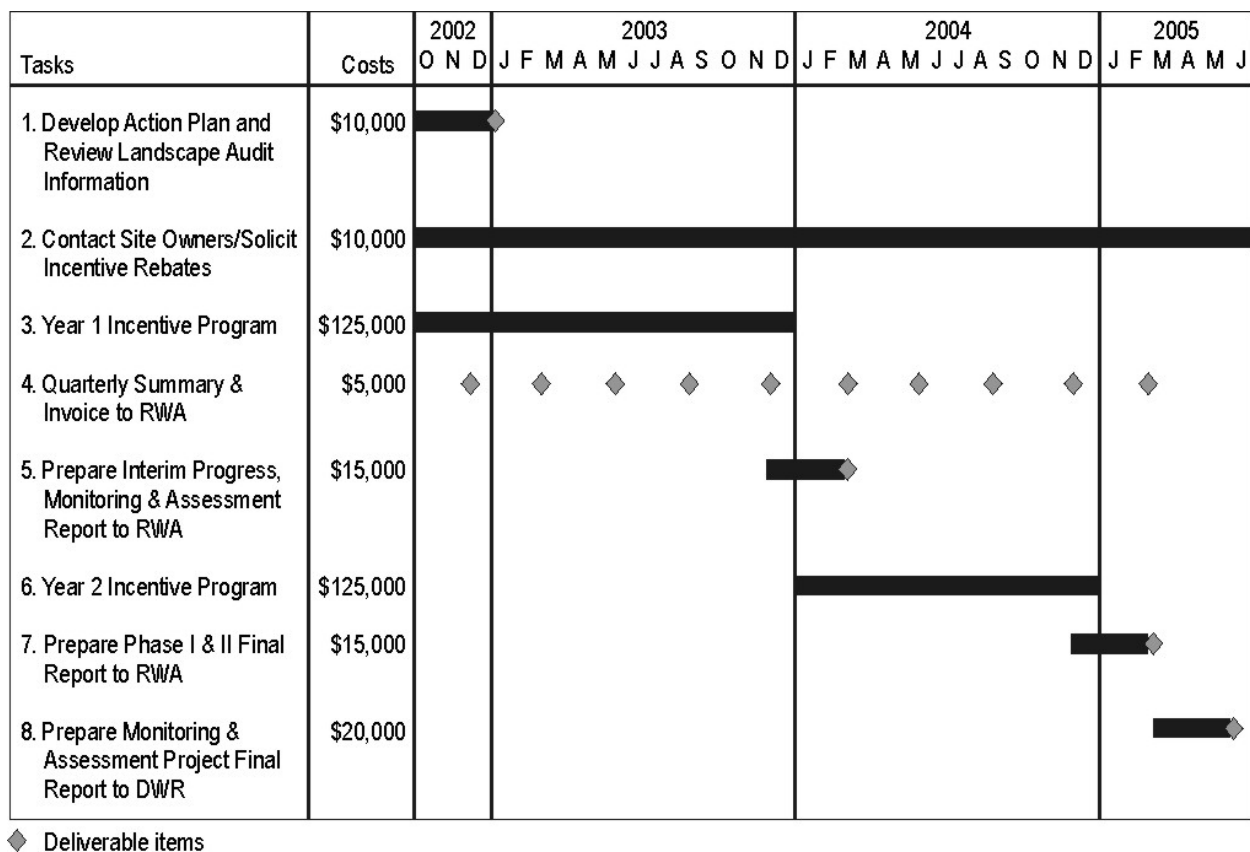 2002 2003 2004 2005
Tasks Costs O N D J F M A M J J A S O N D J F M A M J J A S O N D J F M A M J
1. Develop Action Plan and $10,000
Review Landscape Audit
Information
2. Contact Site Owners/Solicit $10,000
Incentive Rebates
3. Year 1 Incentive Program $125,000
4. Quarterly Summary & $5,000
Invoice to RWA
5. Prepare Interim Progress, $15,000
Monitoring & Assessment
Report to RWA
6. Year 2 Incentive Program $125,000
7. Prepare Phase I & II Final $15,000
Report to RWA
8. Prepare Monitoring & $20,000
Assessment Project Final
Report to DWR
Deliverable items